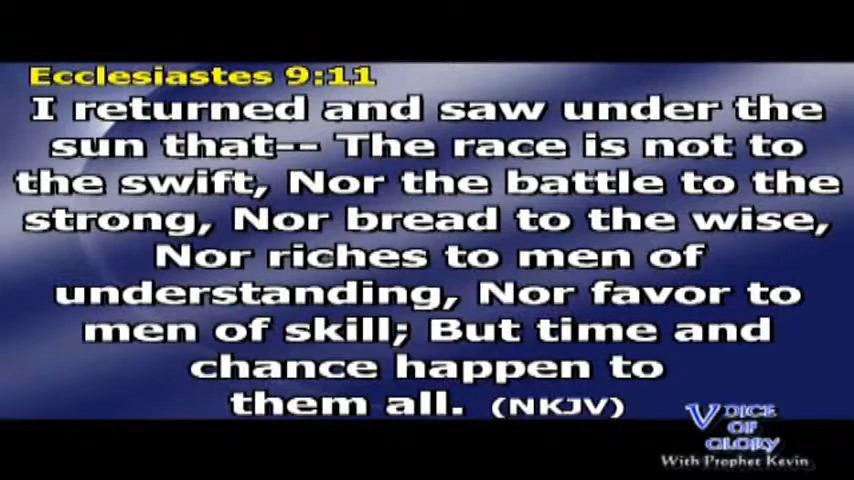 Ecclesiastes 9:11
I returned and saw under the
sun that-- The race is not to
the swift, Nor the battle to the
strong, Nor bread to the wise,
Nor riches to men of
understanding, Nor favor to
men of skill; But time and
chance happen to
them all. (NKJV)
VOICE
OF
GLORY
With Prophet Kevin